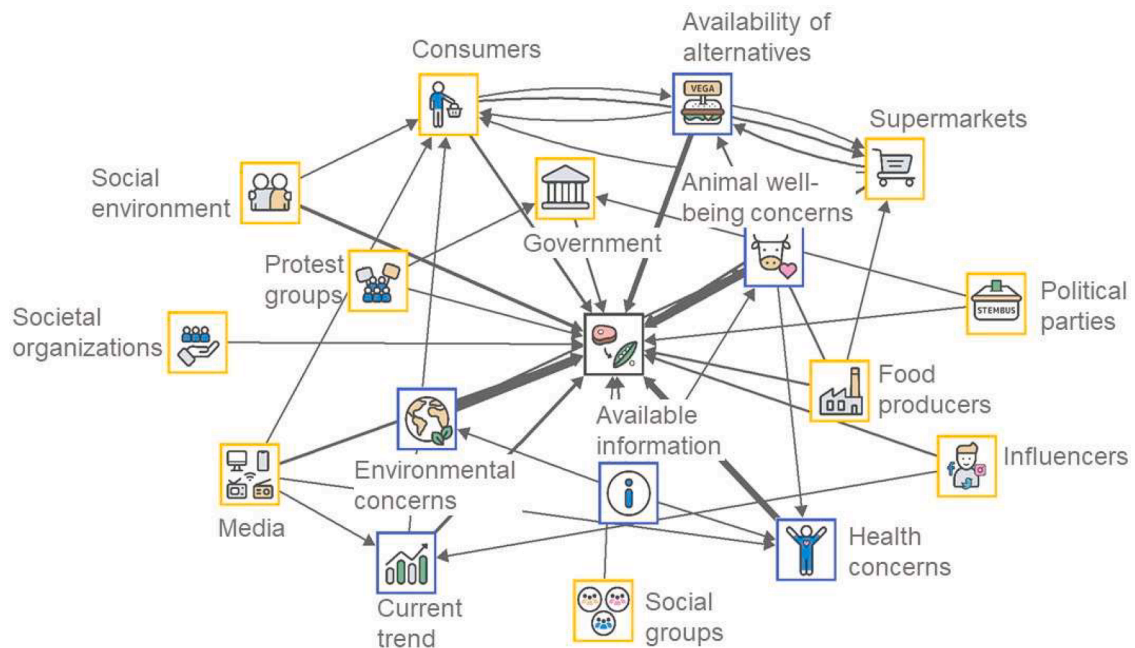 Consumers
Availability of
alternatives
VEGA
Supermarkets
Social
environment
Animal well-
being concerns
Government
Protest
groups
Political
parties
STEMBUS
Societal
organizations
Food
producers
Available
information
Influencers
Environmental
concerns
Media
Health
concerns
Current
trend
Social
groups